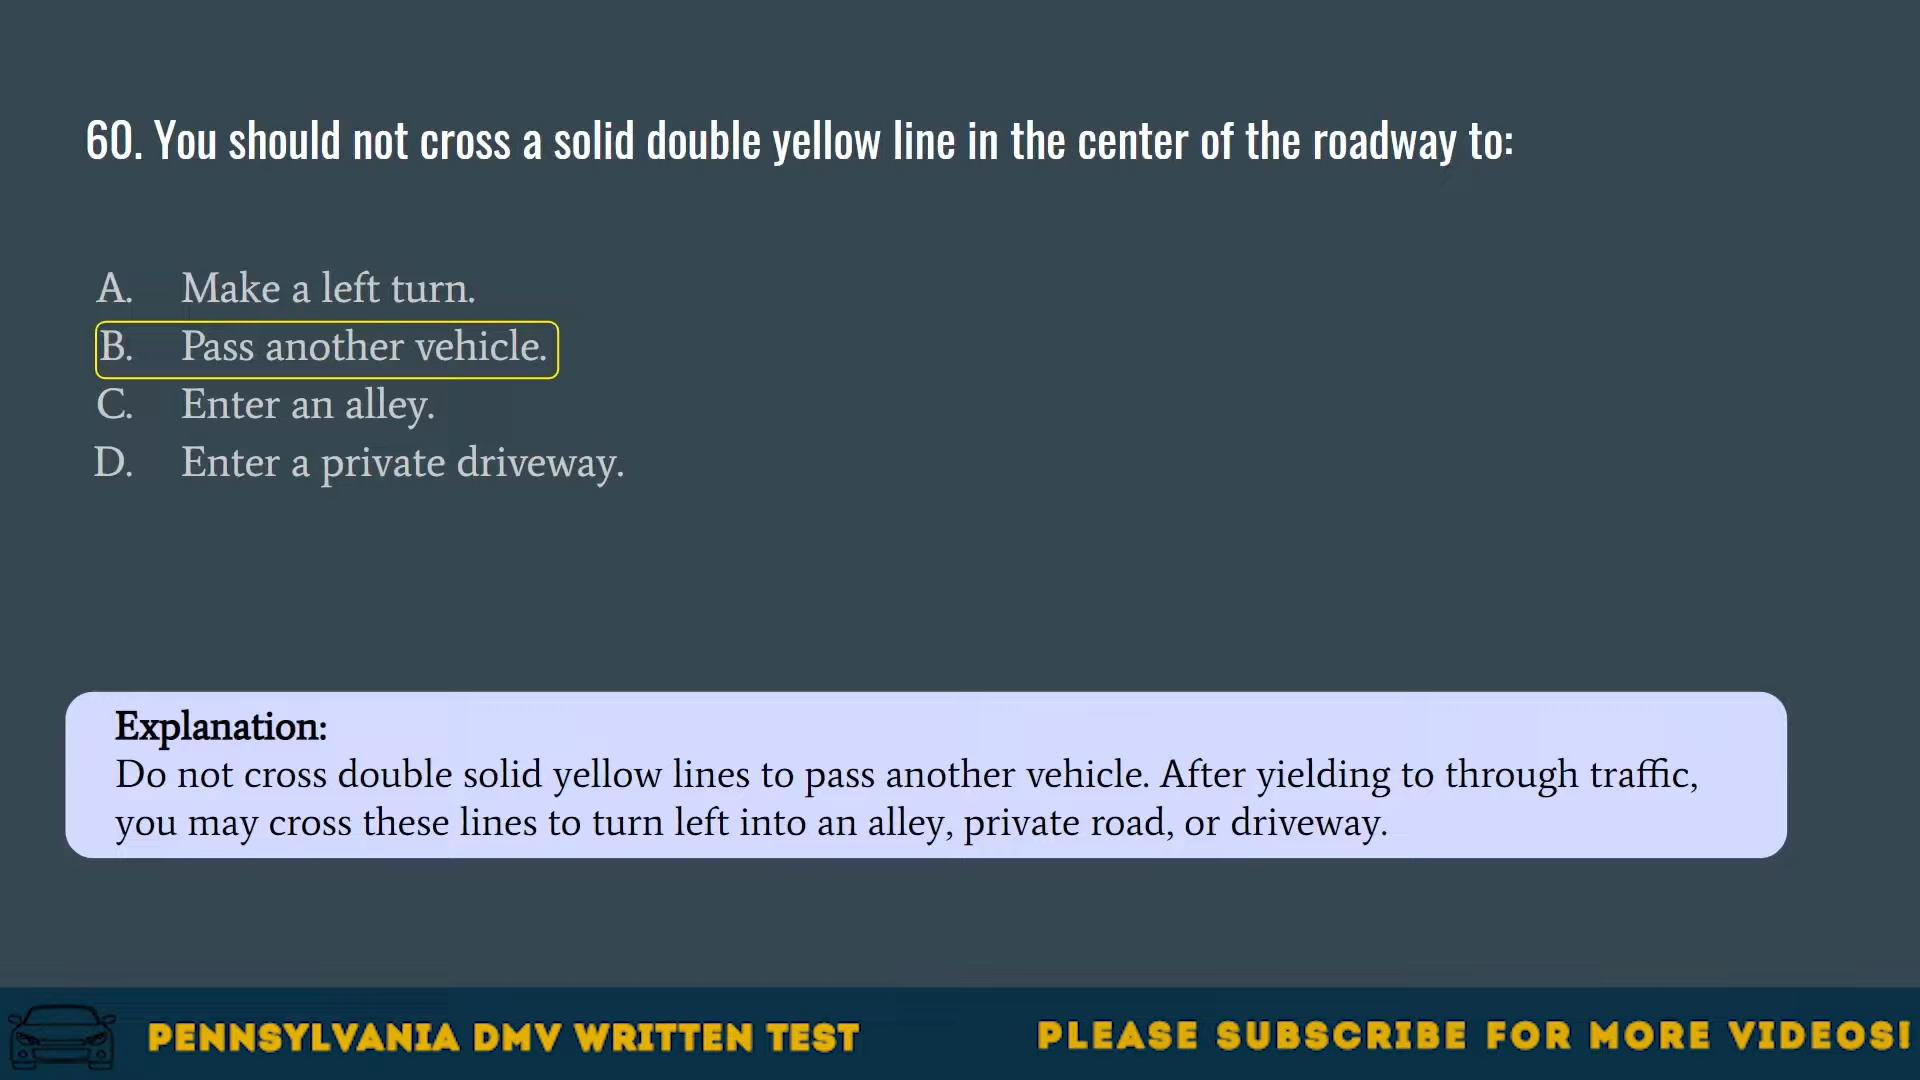 60. You should not cross a solid double yellow line in the center of the roadway to:
A. Make a left turn.
B. Pass another vehicle.
C. Enter an alley.
D. Enter a private driveway.
Explanation:
Do not cross double solid yellow lines to pass another vehicle. After yielding to through traffic,
you may cross these lines to turn left into an alley, private road, or driveway.
PENNSYLVANIA DMV WRITTEN TEST
PLEASE SUBSCRIBE FOR MORE VIDEOS!